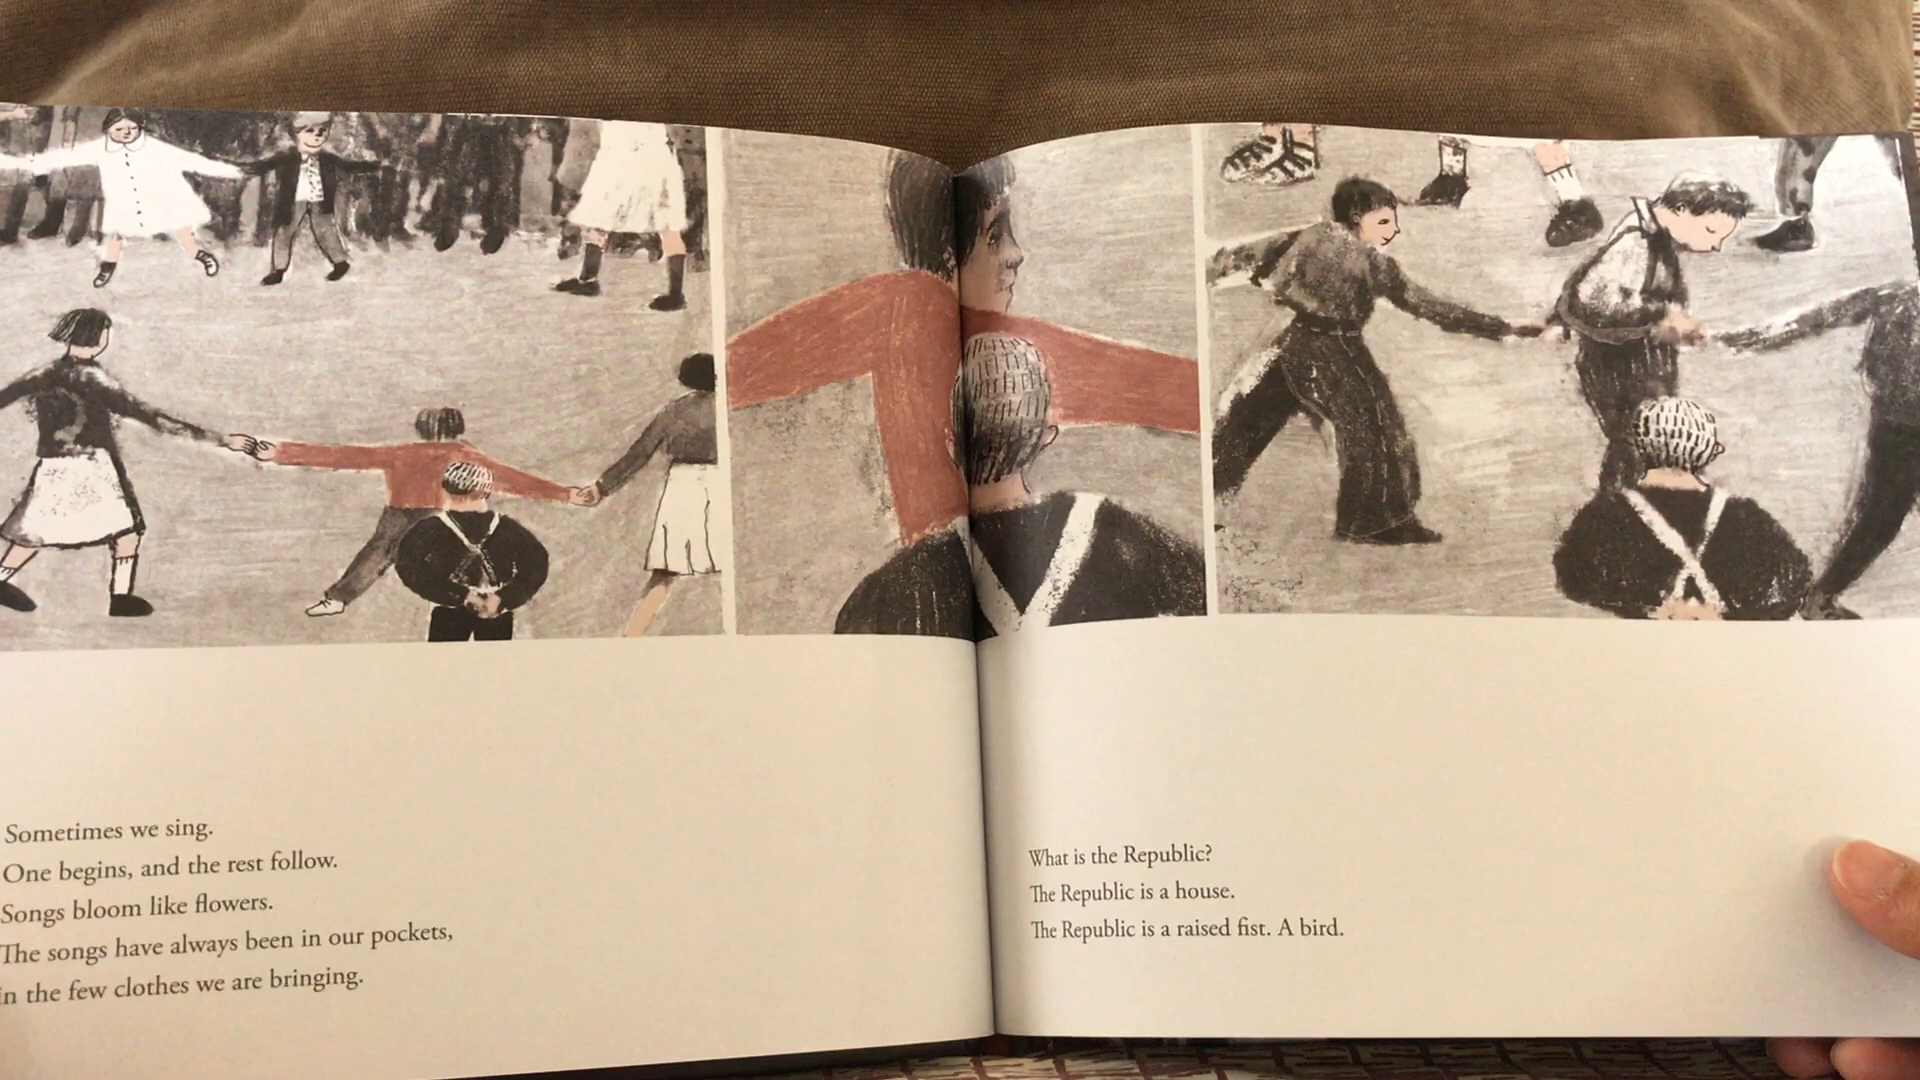 Sometimes we sing.
One begins, and the rest follow.
Songs bloom like flowers.
The songs have always been in our pockets,
in the few clothes we are bringing.
What is the Republic?
The Republic is a house.
The Republic is a raised fist. A bird.